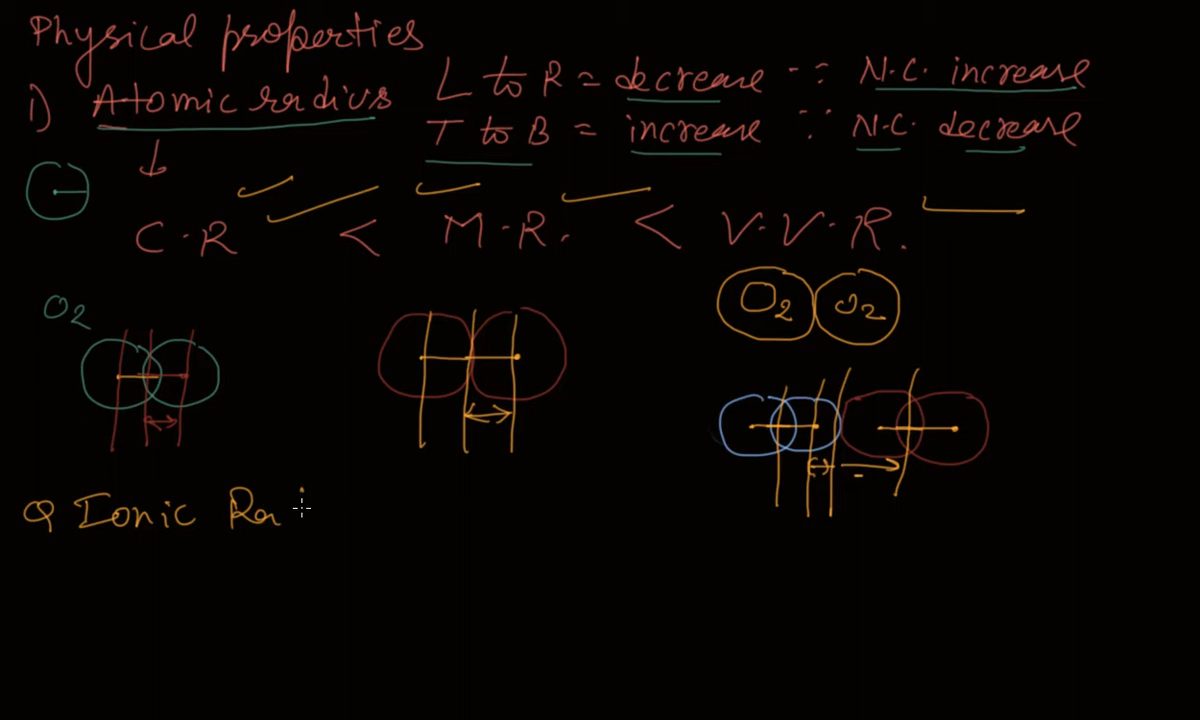 Physical properties
1) Atomic radius
L to R = decrease ∵ N.C. increase
T to B = increase ∵ N.C. decrease
C.R < M.R. < V.V.R.
O2 O2
O2
Q Ionic Ra